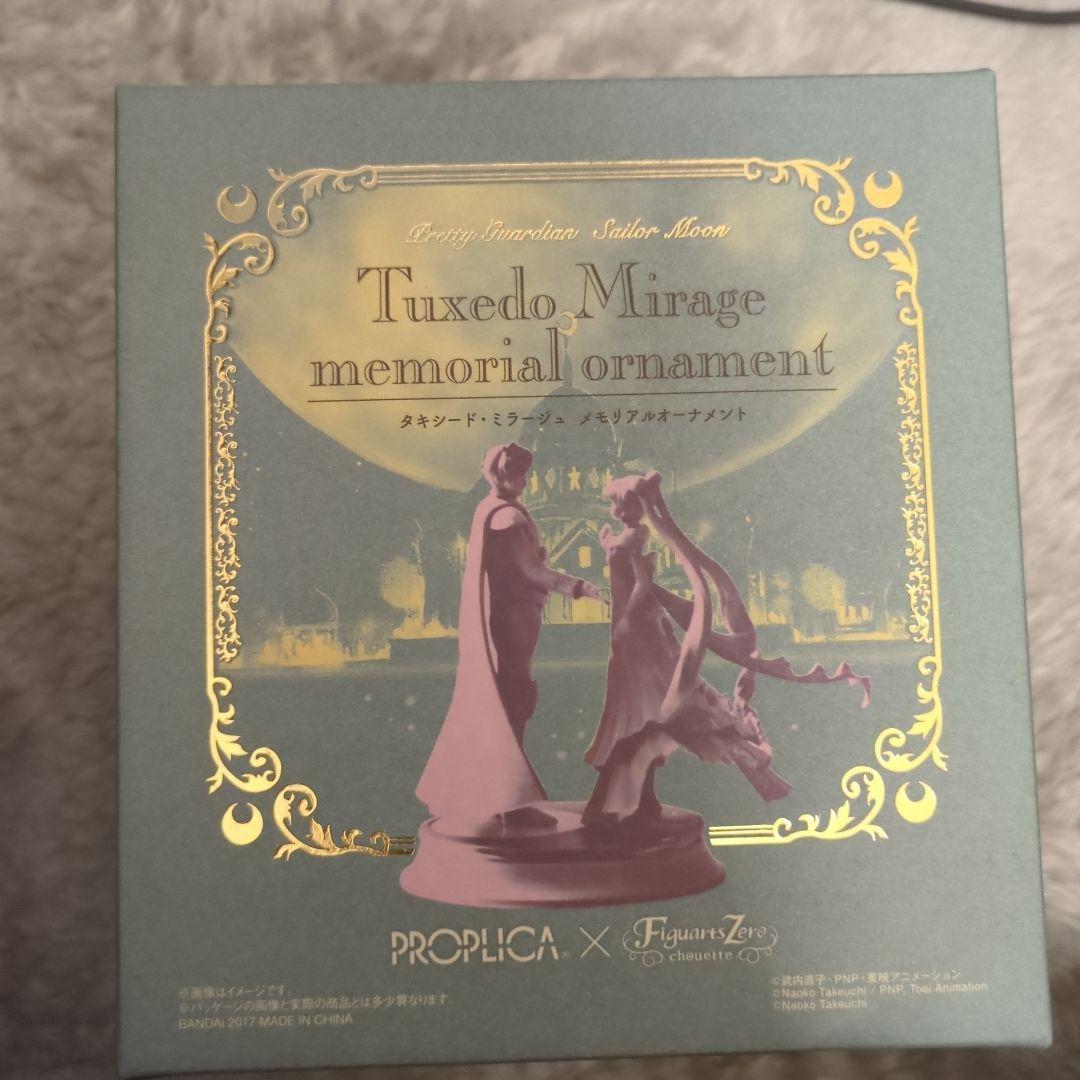 Pretty Guardian Sailor Moon
Tuxedo Mirage
memorial ornament
タキシード・ミラージュ メモリアルオーナメント
PROPLICA® × FiguartsZero
chouette
※画像はイメージです。
※パッケージの画像と実際の商品とは多少異なります。
BANDAI 2017 MADE IN CHINA
©武内直子・PNP・東映アニメーション
©Naoko Takeuchi / PNP, Toei Animation
©Naoko Takeuchi